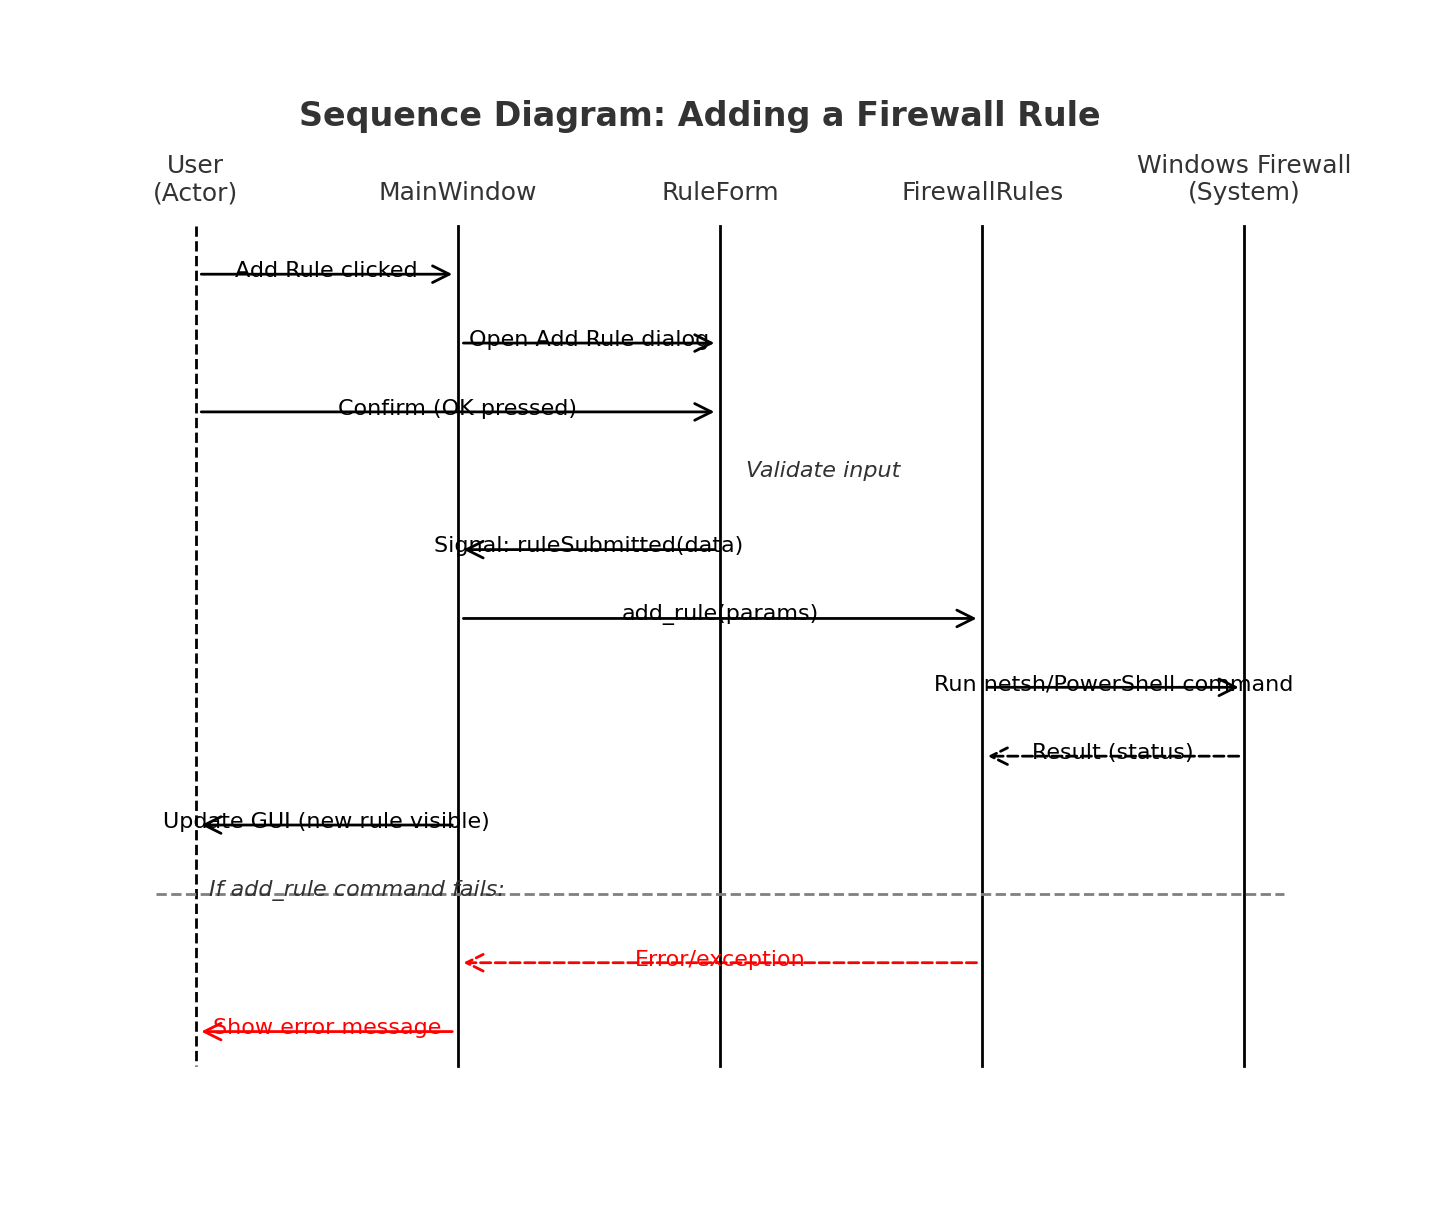 Sequence Diagram: Adding a Firewall Rule
User
(Actor)
MainWindow
RuleForm
FirewallRules
Windows Firewall
(System)
Add Rule clicked
Open Add Rule dialog
Confirm (OK pressed)
Validate input
Signal: ruleSubmitted(data)
add_rule(params)
Run netsh/PowerShell command
Result (status)
Update GUI (new rule visible)
If add_rule command fails:
Error/exception
Show error message